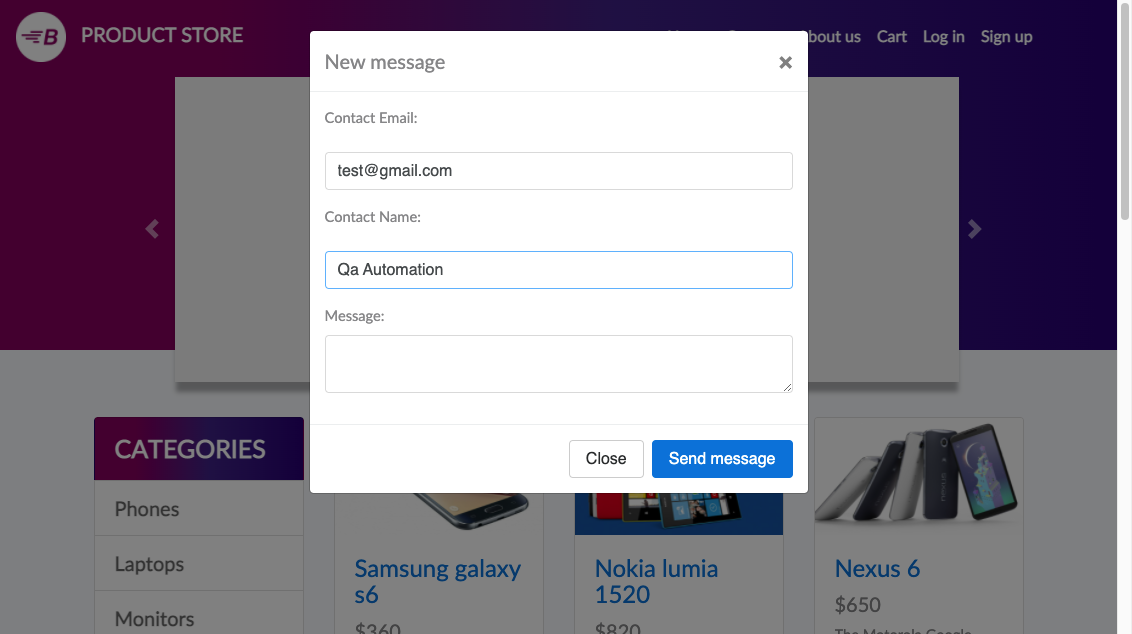 B
PRODUCT STORE
bout us Cart Log in Sign up
New message
×
Contact Email:
test@gmail.com
Contact Name:
Qa Automation
Message:
Close
Send message
CATEGORIES
Phones
Laptops
Monitors
Samsung galaxy
s6
$360
Nokia lumia
1520
$820
Nexus 6
$650
The Motorola Google